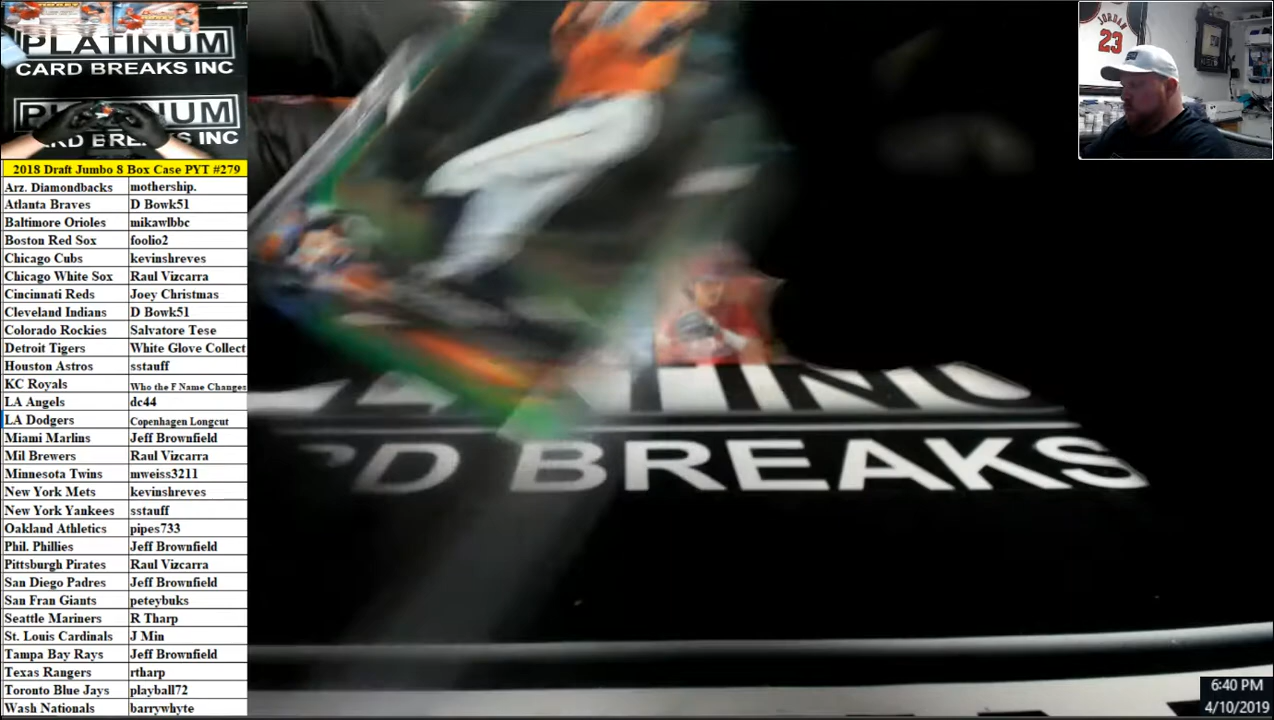 PLATINUM
CARD BREAKS INC
CARD BREAKS INC
2018 Draft Jumbo 8 Box Case PYT #279
Arz. Diamondbacks mothership.
Atlanta Braves D Bowk51
Baltimore Orioles mikawlbbc
Boston Red Sox foolio2
Chicago Cubs kevinshreves
Chicago White Sox Raul Vizcarra
Cincinnati Reds Joey Christmas
Cleveland Indians D Bowk51
Colorado Rockies Salvatore Tese
Detroit Tigers White Glove Collect
Houston Astros sstauff
KC Royals Who the F Name Changes
LA Angels dc44
LA Dodgers Copenhagen Longcut
Miami Marlins Jeff Brownfield
Mil Brewers Raul Vizcarra
Minnesota Twins mweiss3211
New York Mets kevinshreves
New York Yankees sstauff
Oakland Athletics pipes733
Phil. Phillies Jeff Brownfield
Pittsburgh Pirates Raul Vizcarra
San Diego Padres Jeff Brownfield
San Fran Giants peteybuks
Seattle Mariners R Tharp
St. Louis Cardinals J Min
Tampa Bay Rays Jeff Brownfield
Texas Rangers rtharp
Toronto Blue Jays playball72
Wash Nationals barrywhyte
BREAKS
JORDAN
23
6:40 PM
4/10/2019